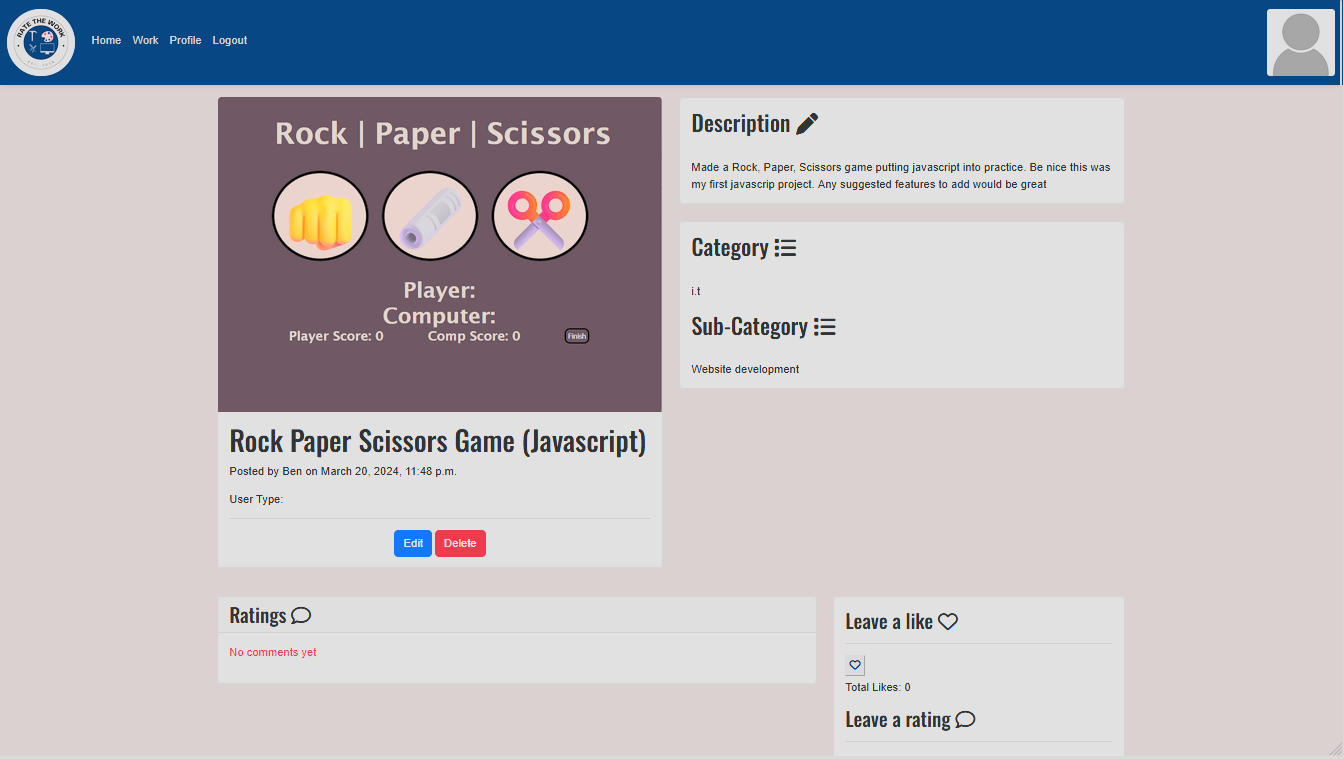 RATE THE WORK
Home Work Profile Logout
Rock | Paper | Scissors
Player:
Computer:
Player Score: 0 Comp Score: 0 Finish
Rock Paper Scissors Game (Javascript)
Posted by Ben on March 20, 2024, 11:48 p.m.
User Type:
Edit Delete
Description
Made a Rock, Paper, Scissors game putting javascript into practice. Be nice this was
my first javascrip project. Any suggested features to add would be great
Category
i.t
Sub-Category
Website development
Ratings
No comments yet
Leave a like
Total Likes: 0
Leave a rating